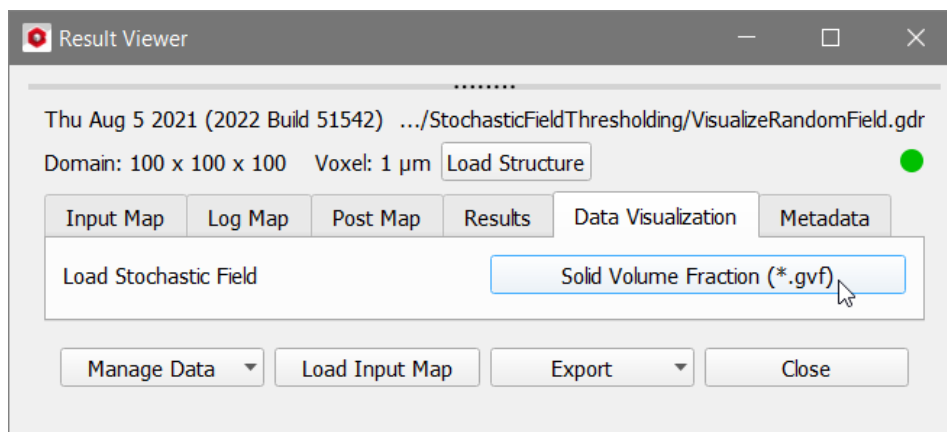 Result Viewer
Thu Aug 5 2021 (2022 Build 51542) .../StochasticFieldThresholding/VisualizeRandomField.gdr
Domain: 100 x 100 x 100 Voxel: 1 µm Load Structure
Input Map Log Map Post Map Results Data Visualization Metadata
Load Stochastic Field Solid Volume Fraction (*.gvf)
Manage Data Load Input Map Export Close